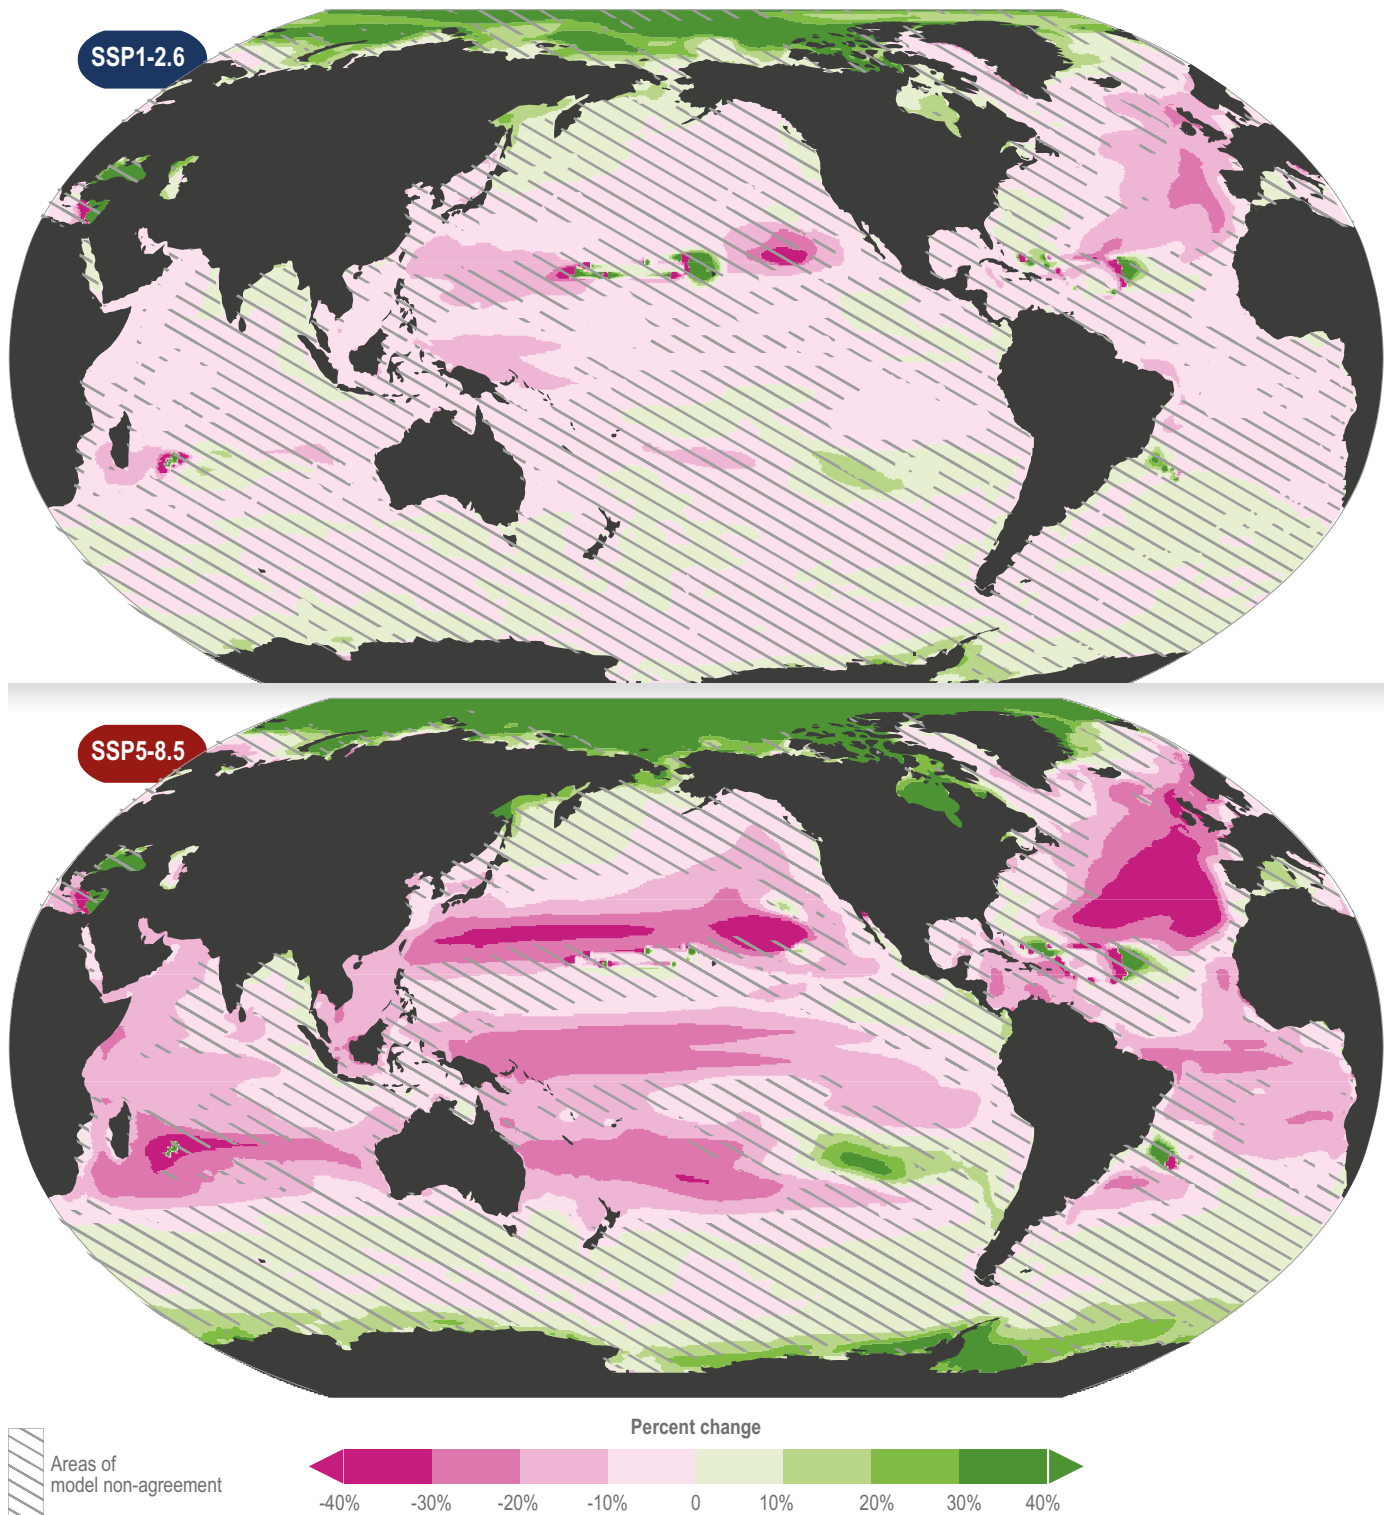 SSP1-2.6
SSP5-8.5
Percent change
Areas of
model non-agreement
-40% -30% -20% -10% 0 10% 20% 30% 40%